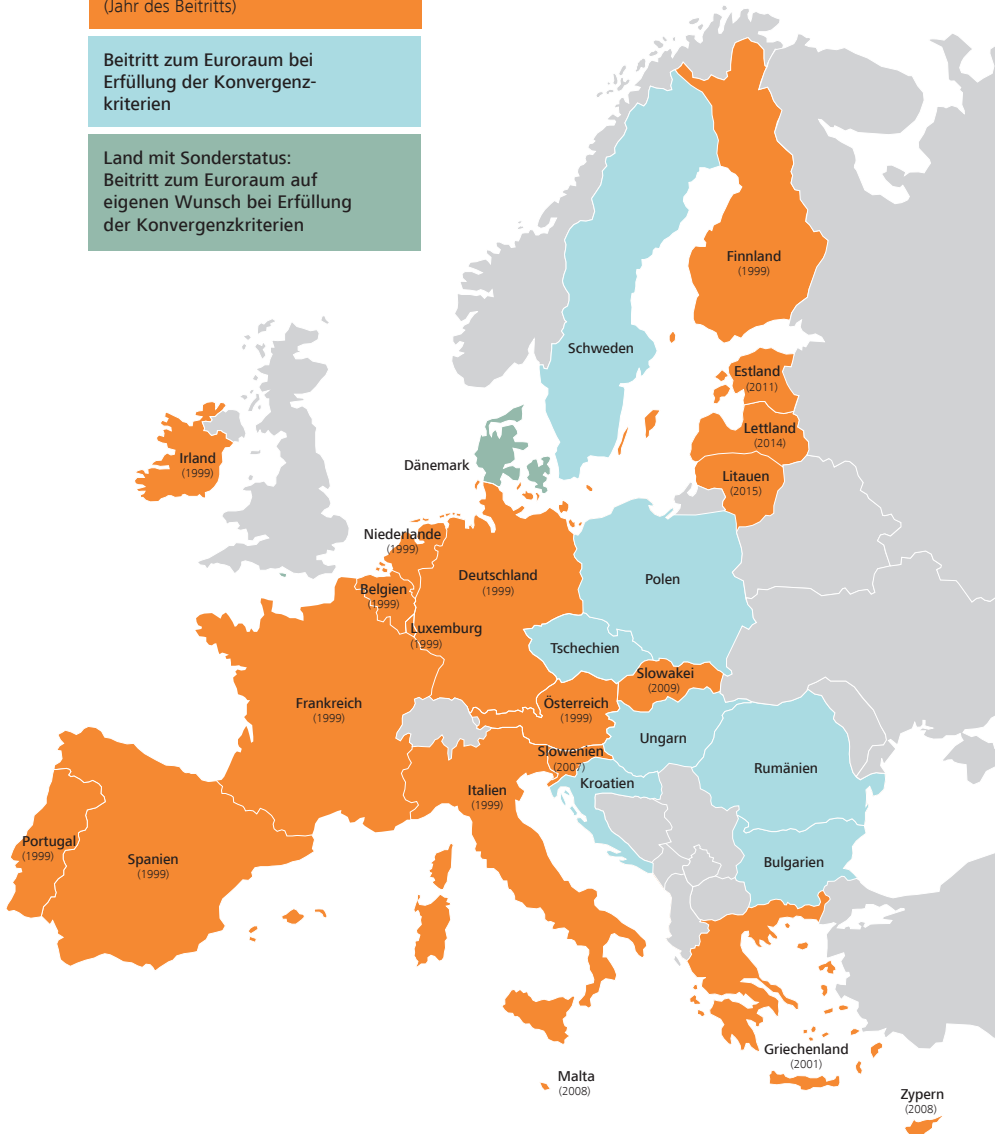 (Jahr des Beitritts)
Beitritt zum Euroraum bei
Erfüllung der Konvergenz-
kriterien
Land mit Sonderstatus:
Beitritt zum Euroraum auf
eigenen Wunsch bei Erfüllung
der Konvergenzkriterien
Finnland
(1999)
Schweden
Estland
(2011)
Lettland
(2014)
Irland
(1999)
Dänemark
Litauen
(2015)
Niederlande
(1999)
Deutschland
(1999)
Polen
Belgien
(1999)
Luxemburg
(1999)
Tschechien
Slowakei
(2009)
Frankreich
(1999)
Österreich
(1999)
Ungarn
Slowenien
(2007)
Rumänien
Kroatien
Italien
(1999)
Portugal
(1999)
Spanien
(1999)
Bulgarien
Griechenland
(2001)
Malta
(2008)
Zypern
(2008)